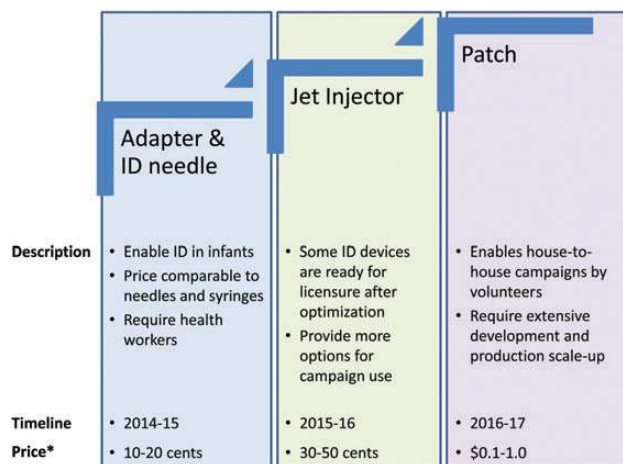 Adapter &
ID needle
Jet Injector
Patch
Description
• Enable ID in infants
• Price comparable to
needles and syringes
• Require health
workers
• Some ID devices
are ready for
licensure after
optimization
• Provide more
options for
campaign use
• Enables house-to-
house campaigns by
volunteers
• Require extensive
development and
production scale-up
Timeline
• 2014-15
• 2015-16
• 2016-17
Price*
• 10-20 cents
• 30-50 cents
• $0.1-1.0